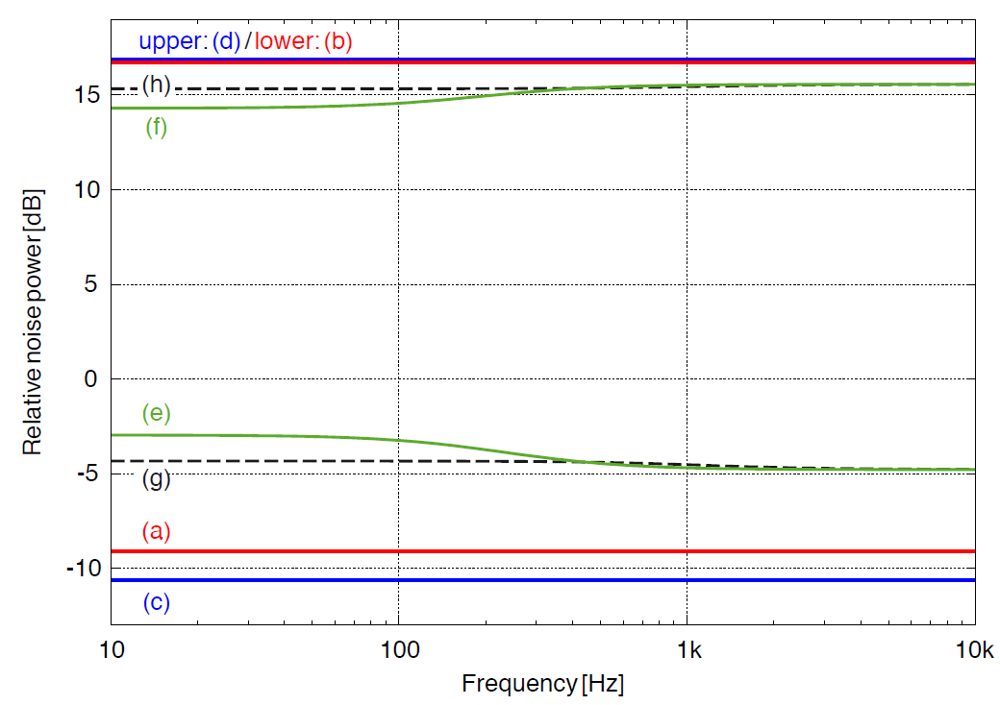 upper: (d) / lower: (b)
(h)
15
(f)
10
Relative noise power [dB]
5
0
(e)
-5
(g)
(a)
-10
(c)
10 100 1k 10k
Frequency [Hz]